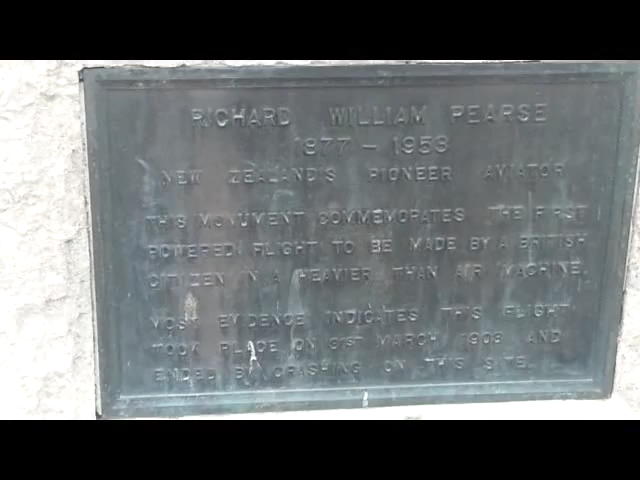 RICHARD WILLIAM PEARSE
1877 - 1953
NEW ZEALAND'S PIONEER AVIATOR
THIS MONUMENT COMMEMORATES THE FIRST
POWERED FLIGHT TO BE MADE BY A BRITISH
CITIZEN IN A HEAVIER THAN AIR MACHINE.
MOST EVIDENCE INDICATES THIS FLIGHT
TOOK PLACE ON 31ST MARCH 1903 AND
ENDED BY CRASHING ON THIS SITE.